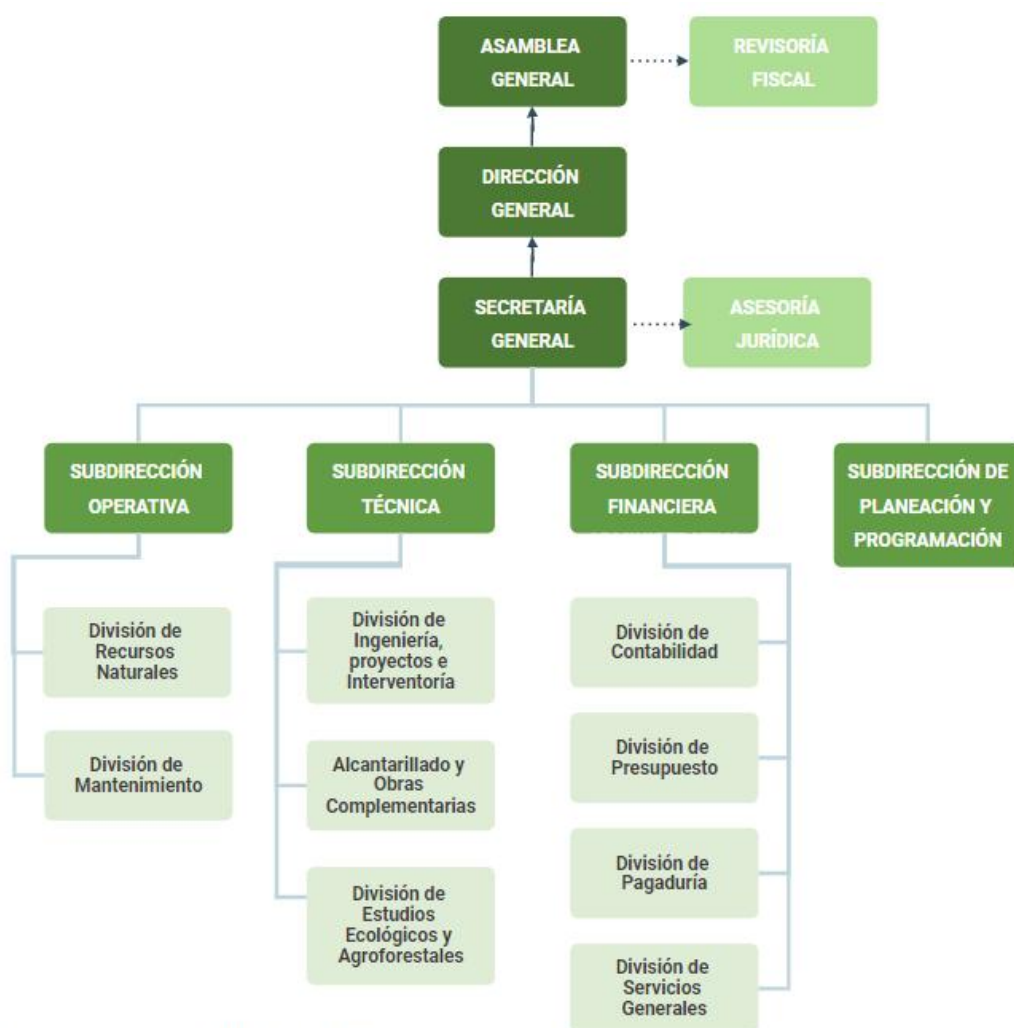 ASAMBLEA
GENERAL
REVISORÍA
FISCAL
DIRECCIÓN
GENERAL
SECRETARÍA
GENERAL
ASESORÍA
JURÍDICA
SUBDIRECCIÓN
OPERATIVA
SUBDIRECCIÓN
TÉCNICA
SUBDIRECCIÓN
FINANCIERA
SUBDIRECCIÓN DE
PLANEACIÓN Y
PROGRAMACIÓN
División de
Recursos
Naturales
División de
Mantenimiento
División de
Ingeniería,
proyectos e
Interventoría
Alcantarillado y
Obras
Complementarias
División de
Estudios
Ecológicos y
Agroforestales
División de
Contabilidad
División de
Presupuesto
División de
Pagaduría
División de
Servicios
Generales